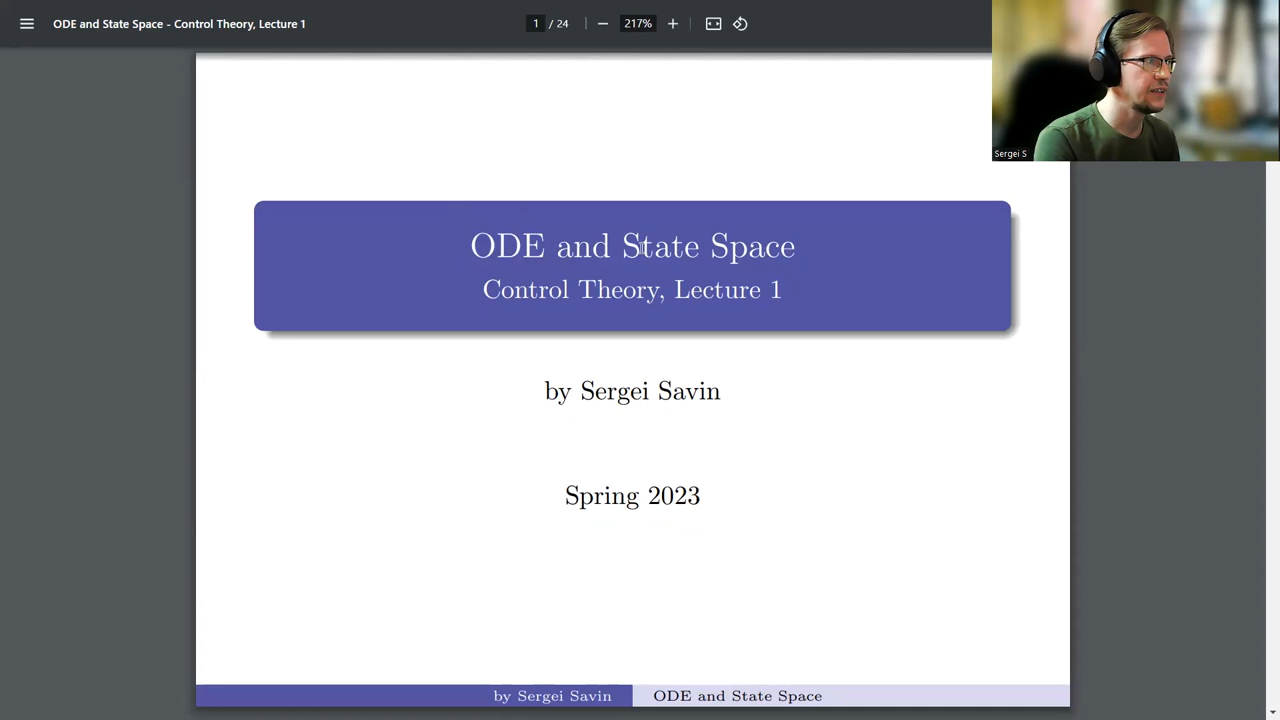 ODE and State Space - Control Theory, Lecture 1
1 / 24
217%
Sergei S
ODE and State Space
Control Theory, Lecture 1
by Sergei Savin
Spring 2023
by Sergei Savin
ODE and State Space